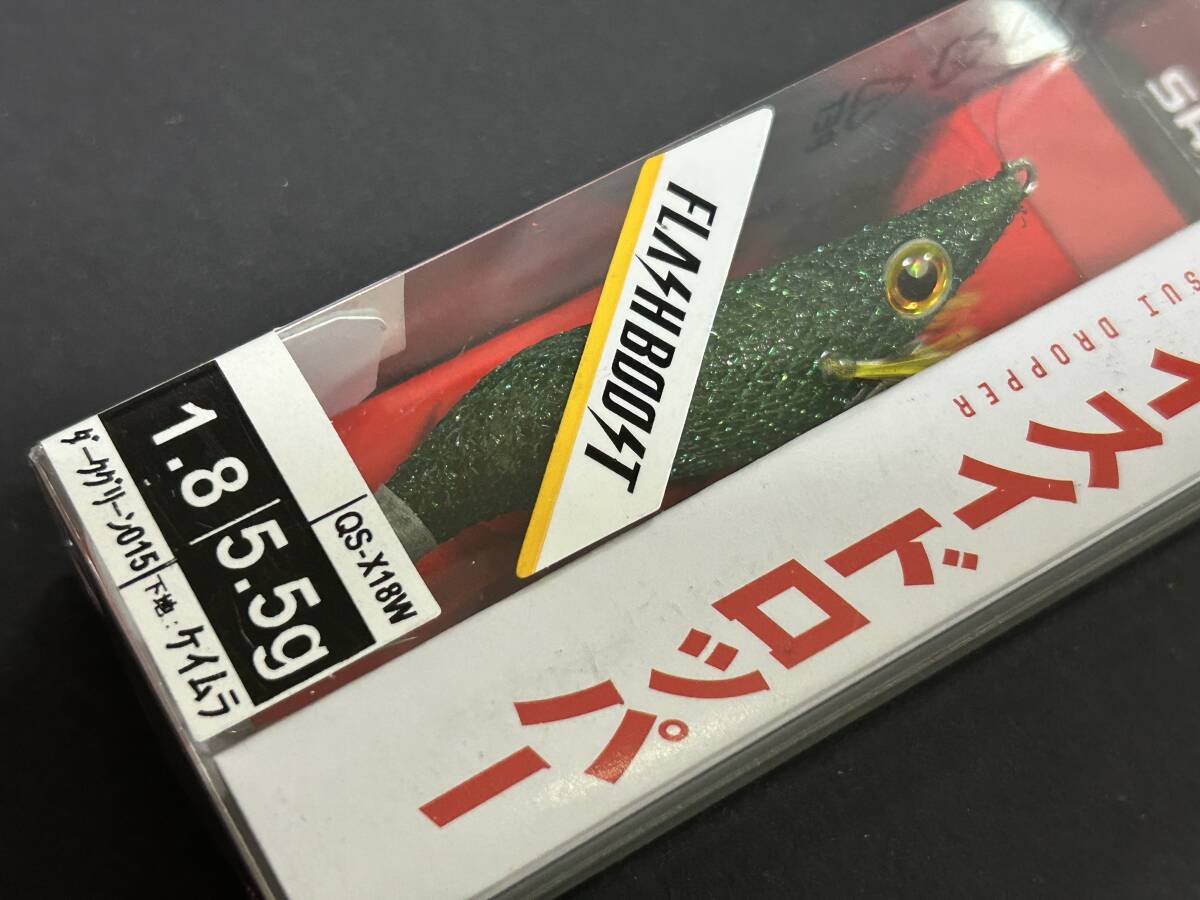 FLASHBOOST
QS-X18W
1.8 5.5g
ダークグリーン015
下地:ケイムラ
SUI DROPPER
スイドロッパー